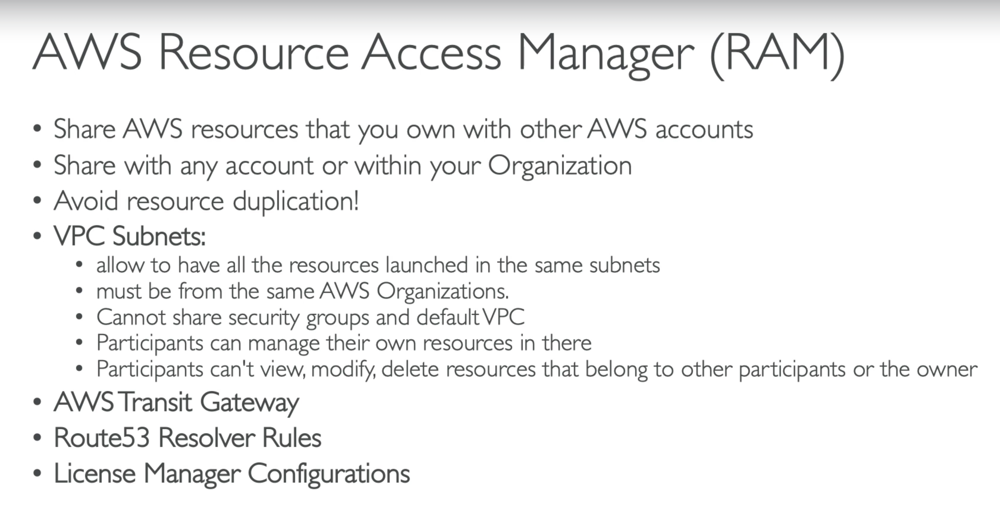 AWS Resource Access Manager (RAM)
• Share AWS resources that you own with other AWS accounts
• Share with any account or within your Organization
• Avoid resource duplication!
• VPC Subnets:
• allow to have all the resources launched in the same subnets
• must be from the same AWS Organizations.
• Cannot share security groups and default VPC
• Participants can manage their own resources in there
• Participants can't view, modify, delete resources that belong to other participants or the owner
• AWS Transit Gateway
• Route53 Resolver Rules
• License Manager Configurations